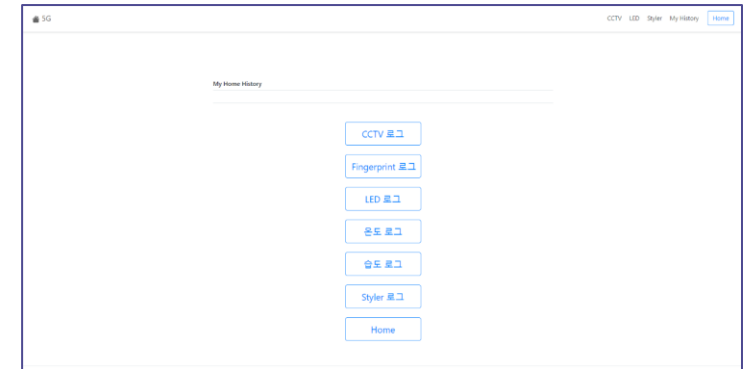 5G
CCTV LED Styler My History Home
My Home History
CCTV 로그
Fingerprint 로그
LED 로그
온도 로그
습도 로그
Styler 로그
Home